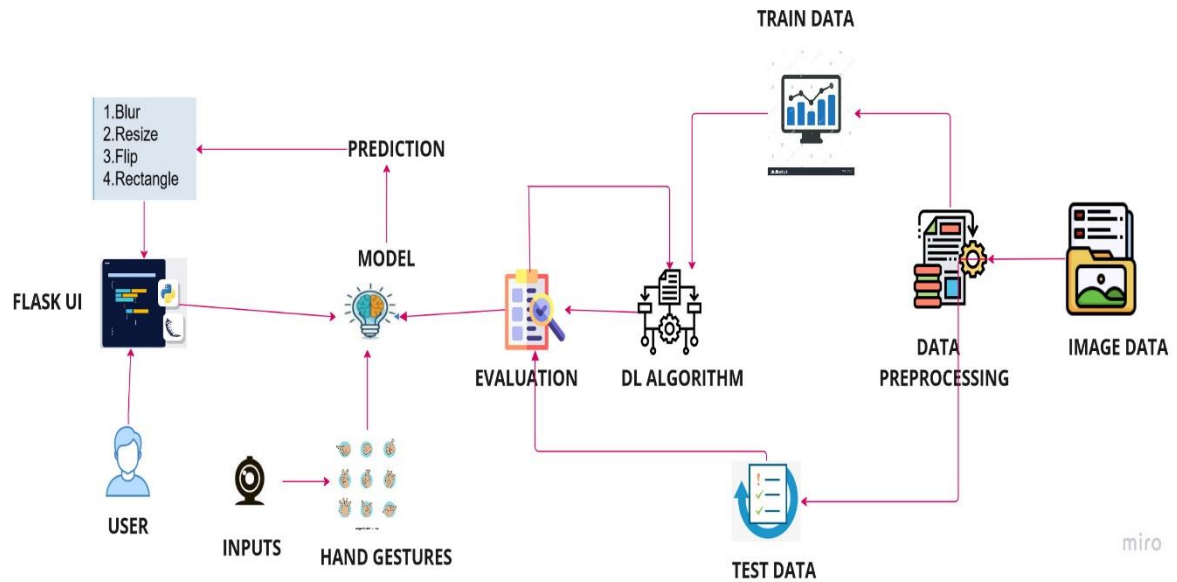 TRAIN DATA
1.Blur
2.Resize
3.Flip
4.Rectangle
PREDICTION
MODEL
FLASK UI
EVALUATION
DL ALGORITHM
DATA
PREPROCESSING
IMAGE DATA
USER
INPUTS
HAND GESTURES
TEST DATA
miro